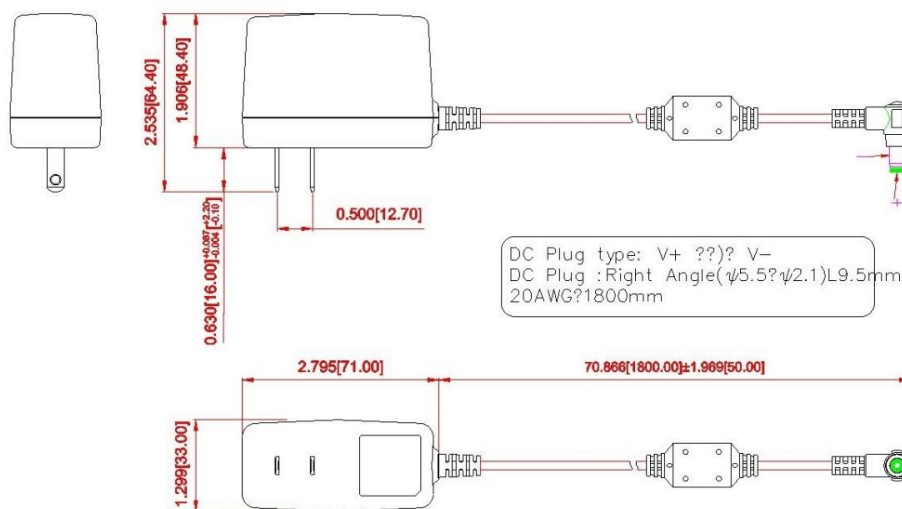 2.535[64.40]
1.906[48.40]
0.630[16.00] +0.087 -0.004 [+2.20 -0.10]
0.500[12.70]
DC Plug type: V+ ??)? V-
DC Plug :Right Angle(ψ5.5?ψ2.1)L9.5mm
20AWG?1800mm
2.795[71.00]
70.866[1800.00]±1.969[50.00]
1.299[33.00]
+